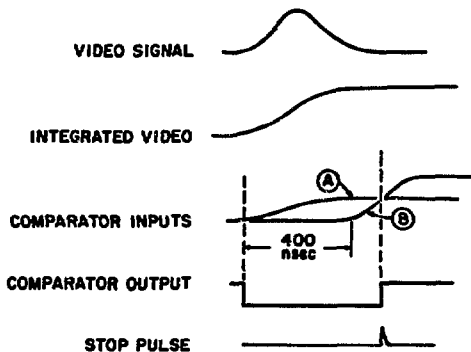 VIDEO SIGNAL
INTEGRATED VIDEO
A
B
COMPARATOR INPUTS
400
nsec
COMPARATOR OUTPUT
STOP PULSE